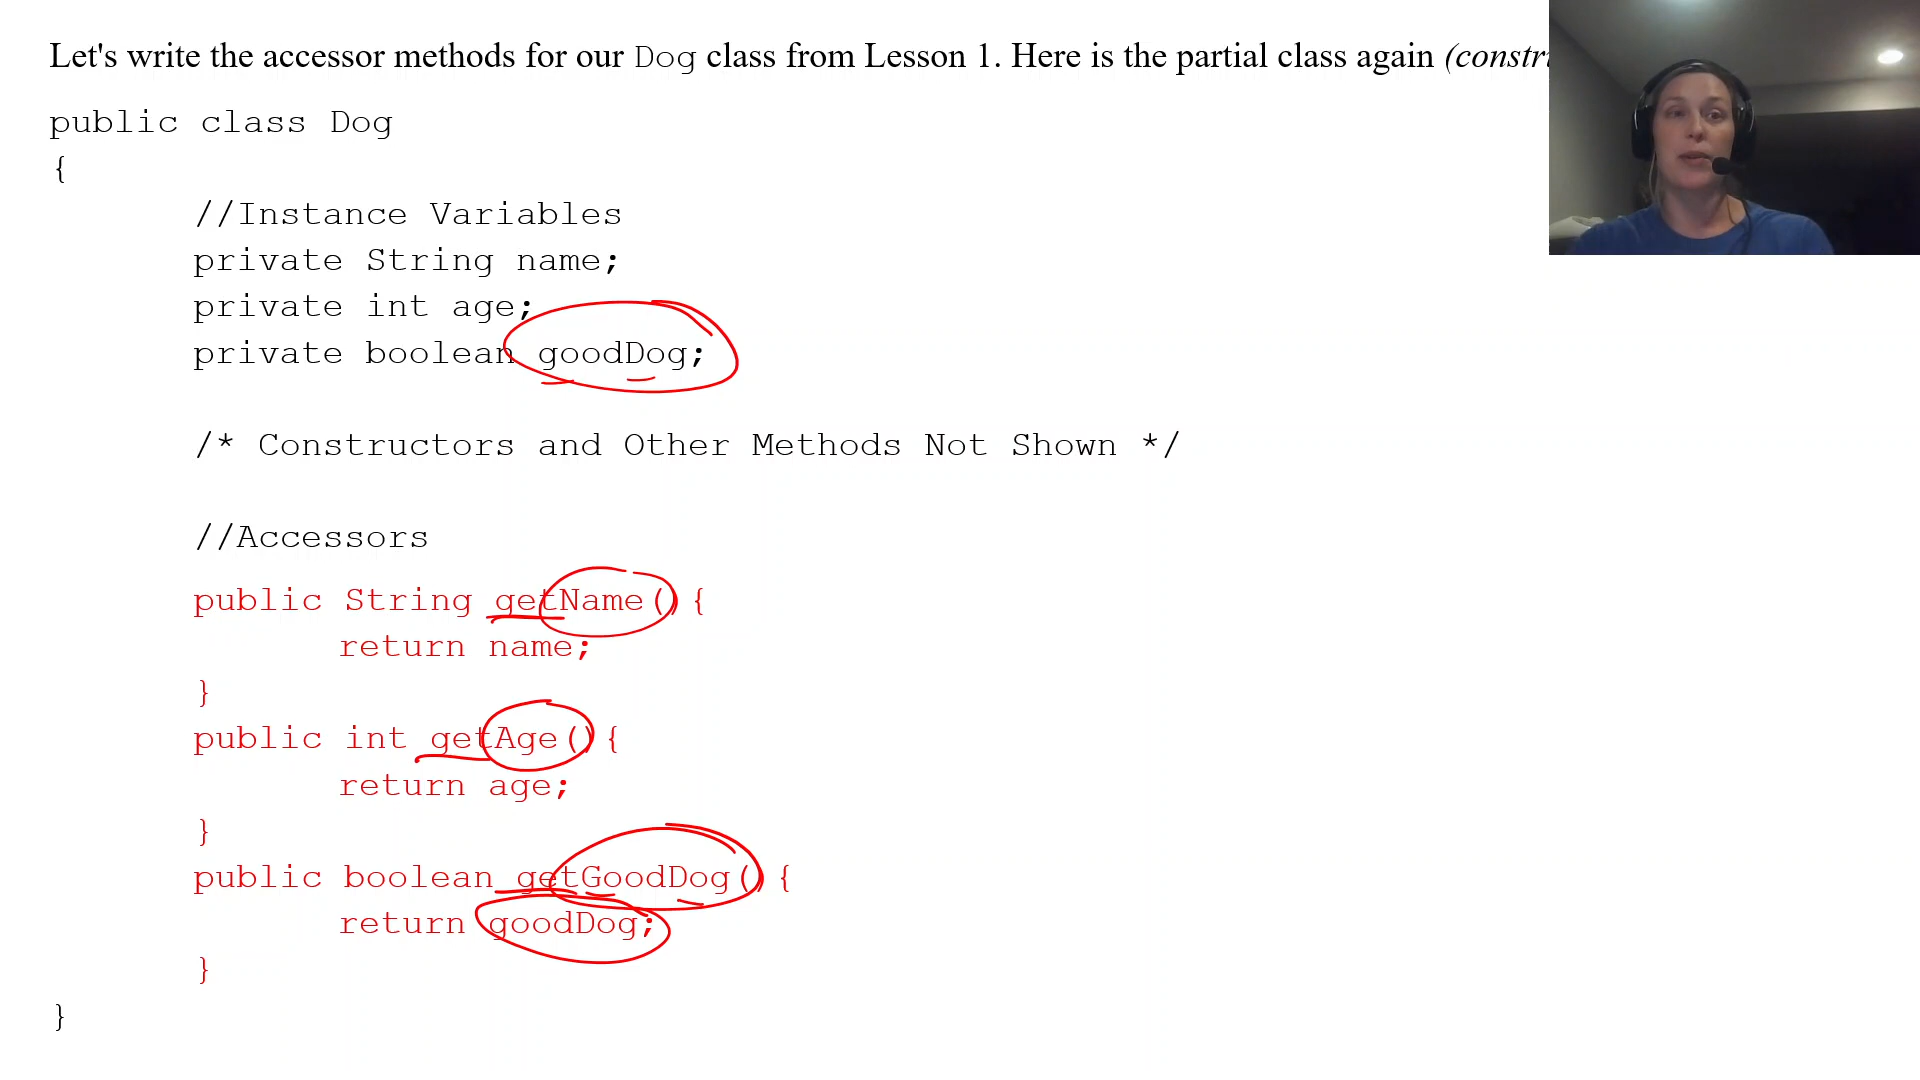 Let's write the accessor methods for our Dog class from Lesson 1. Here is the partial class again
public class Dog
{
//Instance Variables
private String name;
private int age;
private boolean goodDog;
/* Constructors and Other Methods Not Shown */
//Accessors
public String getName(){
return name;
}
public int getAge(){
return age;
}
public boolean getGoodDog(){
return goodDog;
}
}